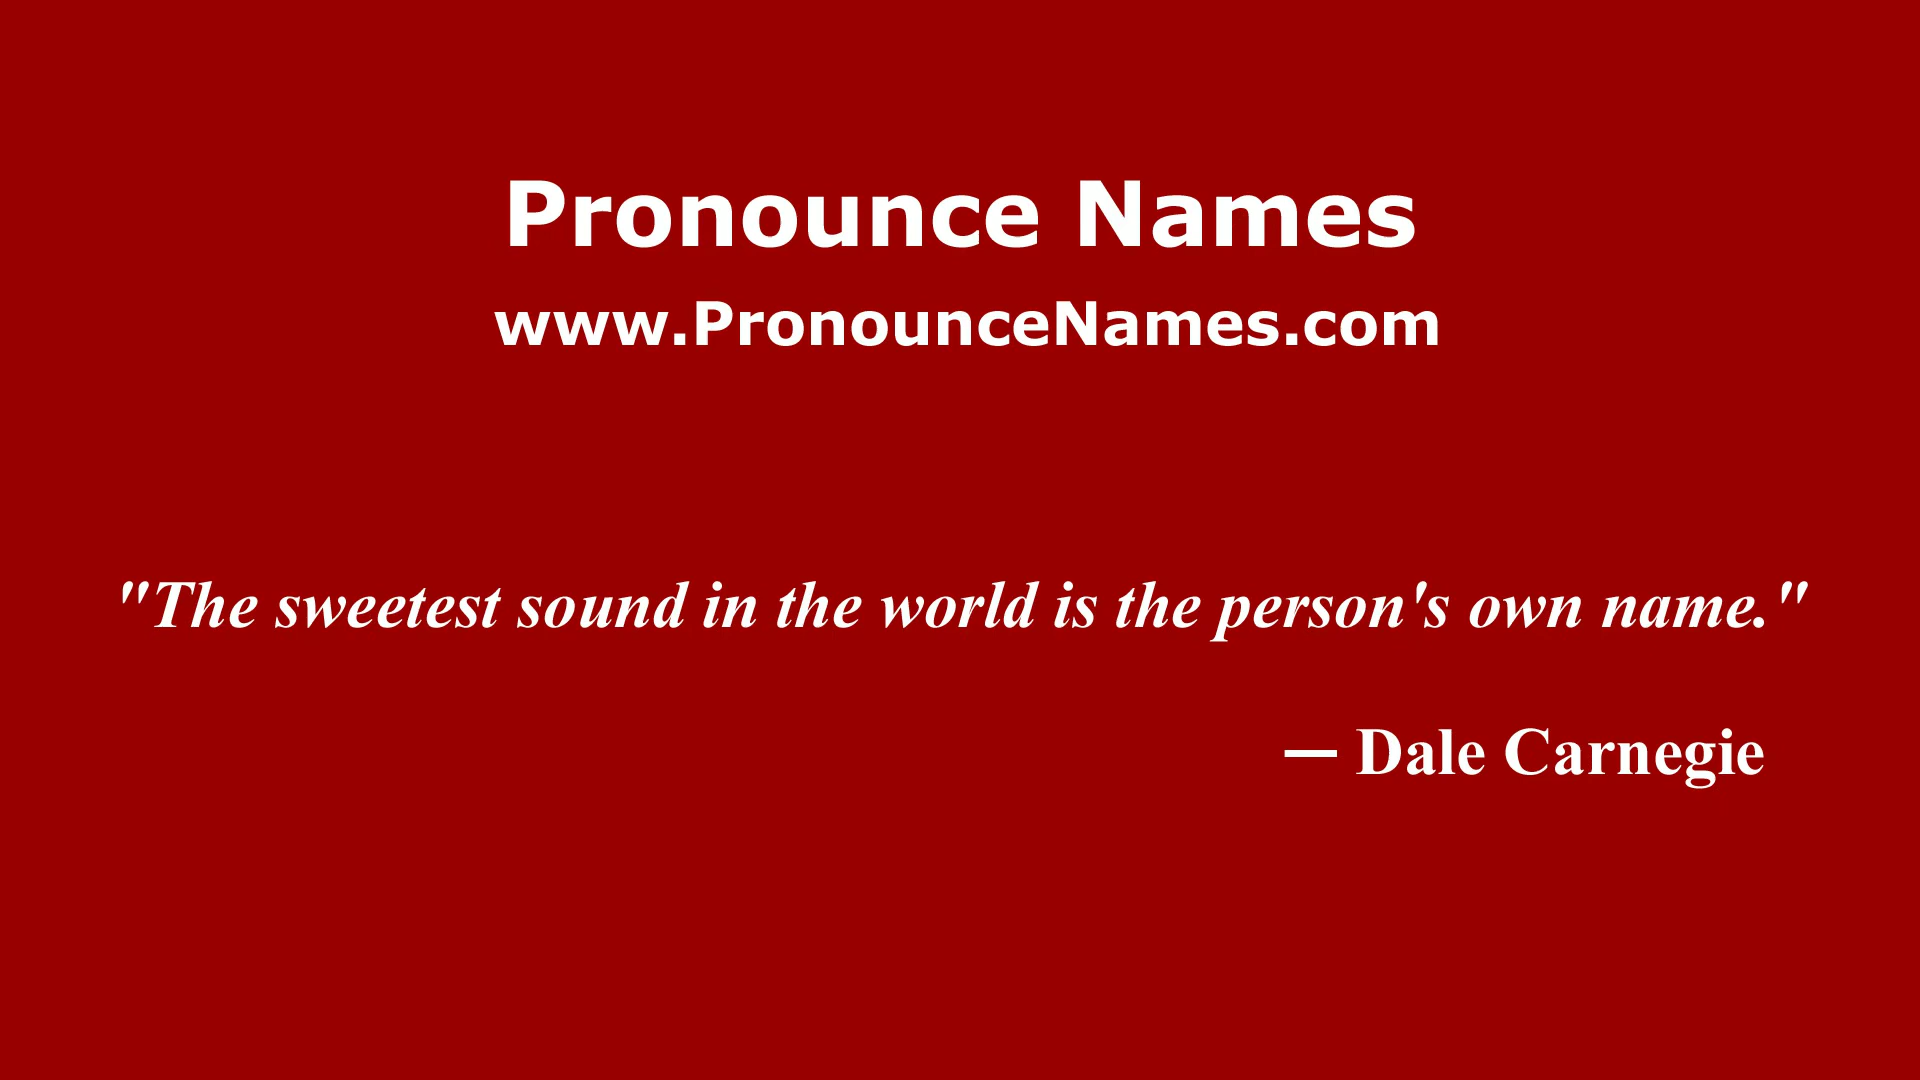 Pronounce Names
www.PronounceNames.com
"The sweetest sound in the world is the person's own name."
— Dale Carnegie